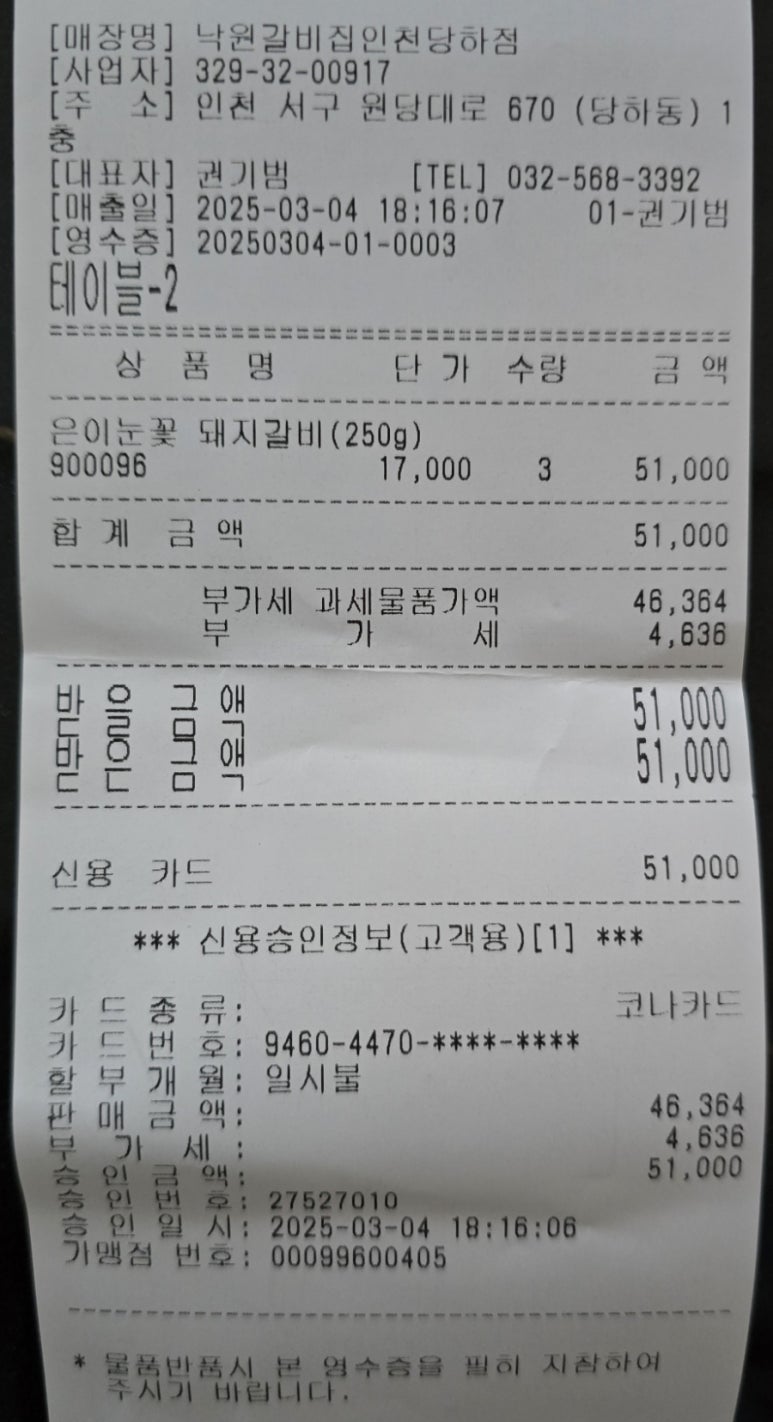 [매장명] 낙원갈비집인천당하점
[사업자] 329-32-00917
[주 소] 인천 서구 원당대로 670 (당하동) 1
층
[대표자] 권기범 [TEL] 032-568-3392
[매출일] 2025-03-04 18:16:07 01-권기범
[영수증] 20250304-01-0003
테이블-2
상 품 명 단 가 수량 금 액
은이눈꽃 돼지갈비(250g)
900096 17,000 3 51,000
합 계 금 액 51,000
부가세 과세물품가액 46,364
부 가 세 4,636
받 을 금 액 51,000
받 은 금 액 51,000
신용 카드 51,000
*** 신용승인정보(고객용)[1] ***
카 드 종 류: 코나카드
카 드 번 호: 9460-4470-****-****
할 부 개 월: 일시불
판 매 금 액: 46,364
부 가 세 : 4,636
승 인 금 액: 51,000
승 인 번 호: 27527010
승 인 일 시: 2025-03-04 18:16:06
가맹점 번호: 00099600405
* 물품반품시 본 영수증을 필히 지참하여
주시기 바랍니다.